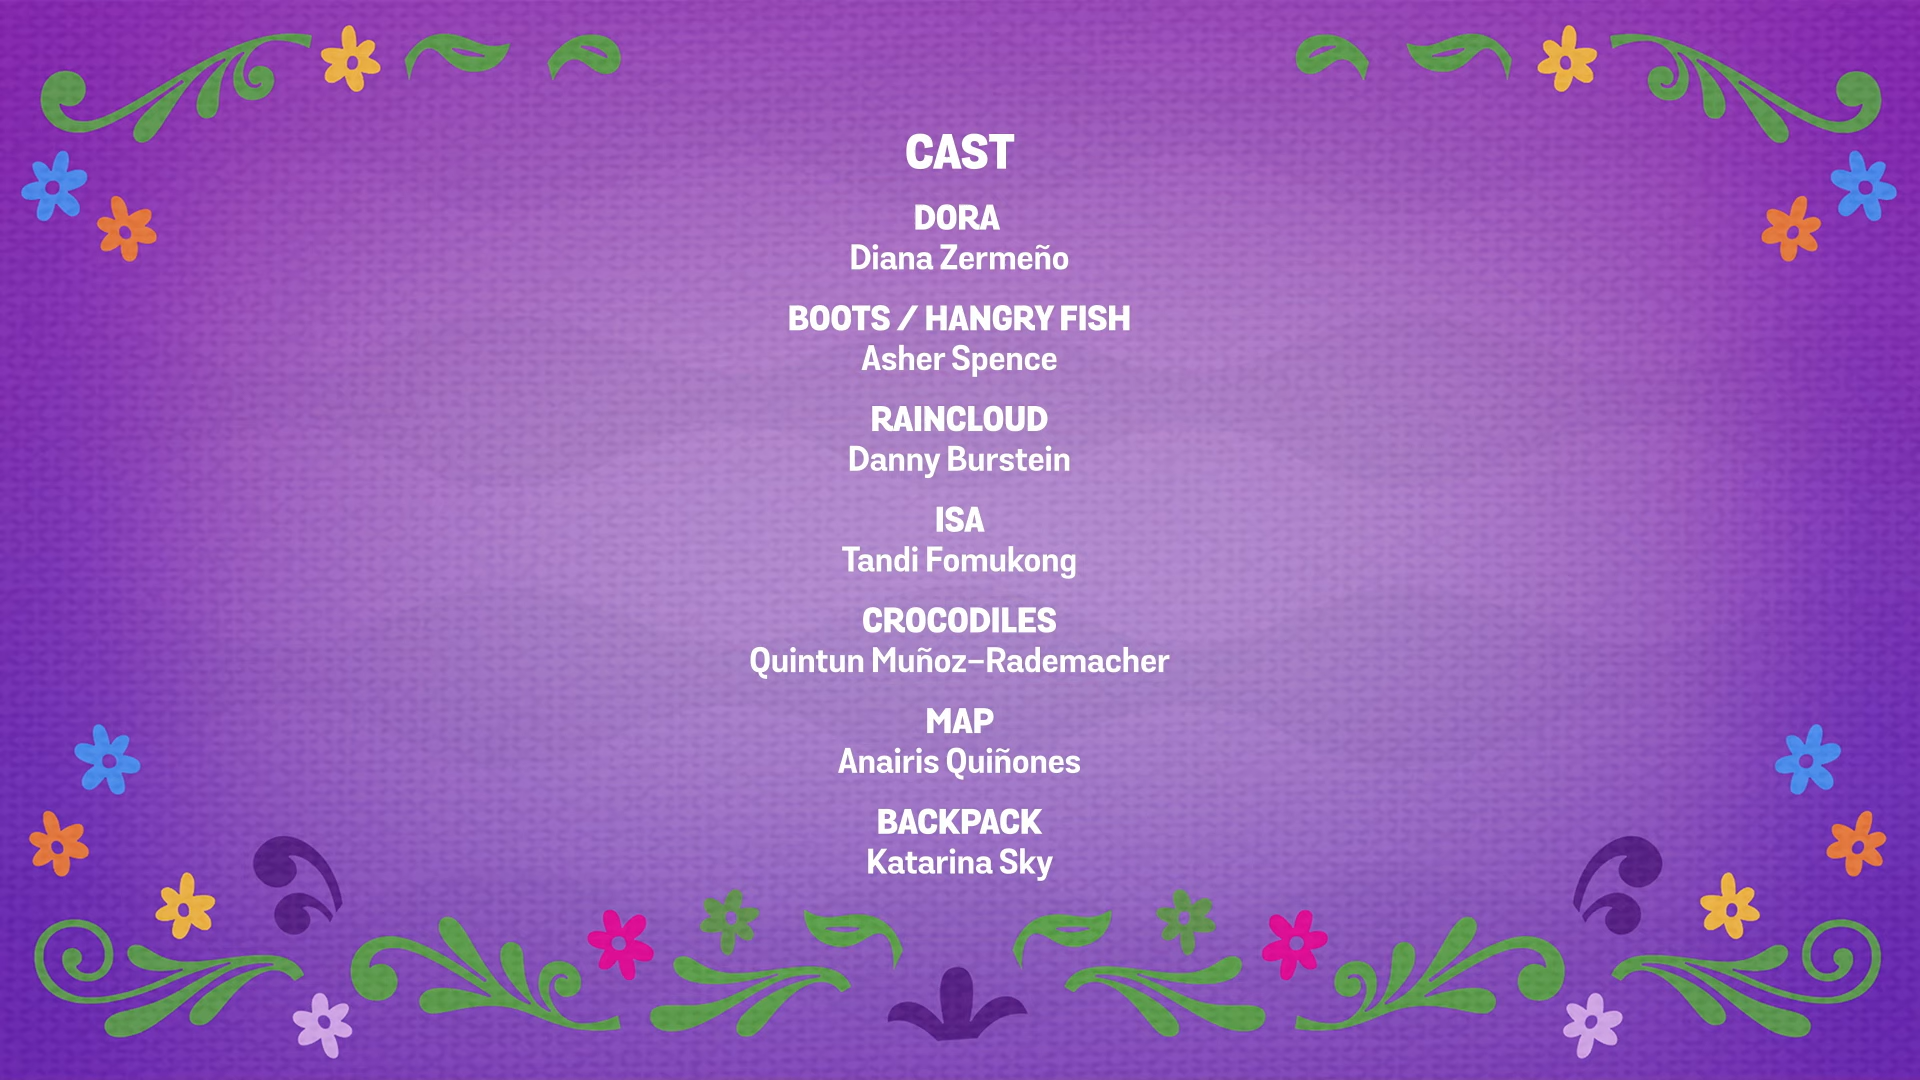 CAST
DORA
Diana Zermeño
BOOTS / HANGRY FISH
Asher Spence
RAINCLOUD
Danny Burstein
ISA
Tandi Fomukong
CROCODILES
Quintun Muñoz–Rademacher
MAP
Anairis Quiñones
BACKPACK
Katarina Sky